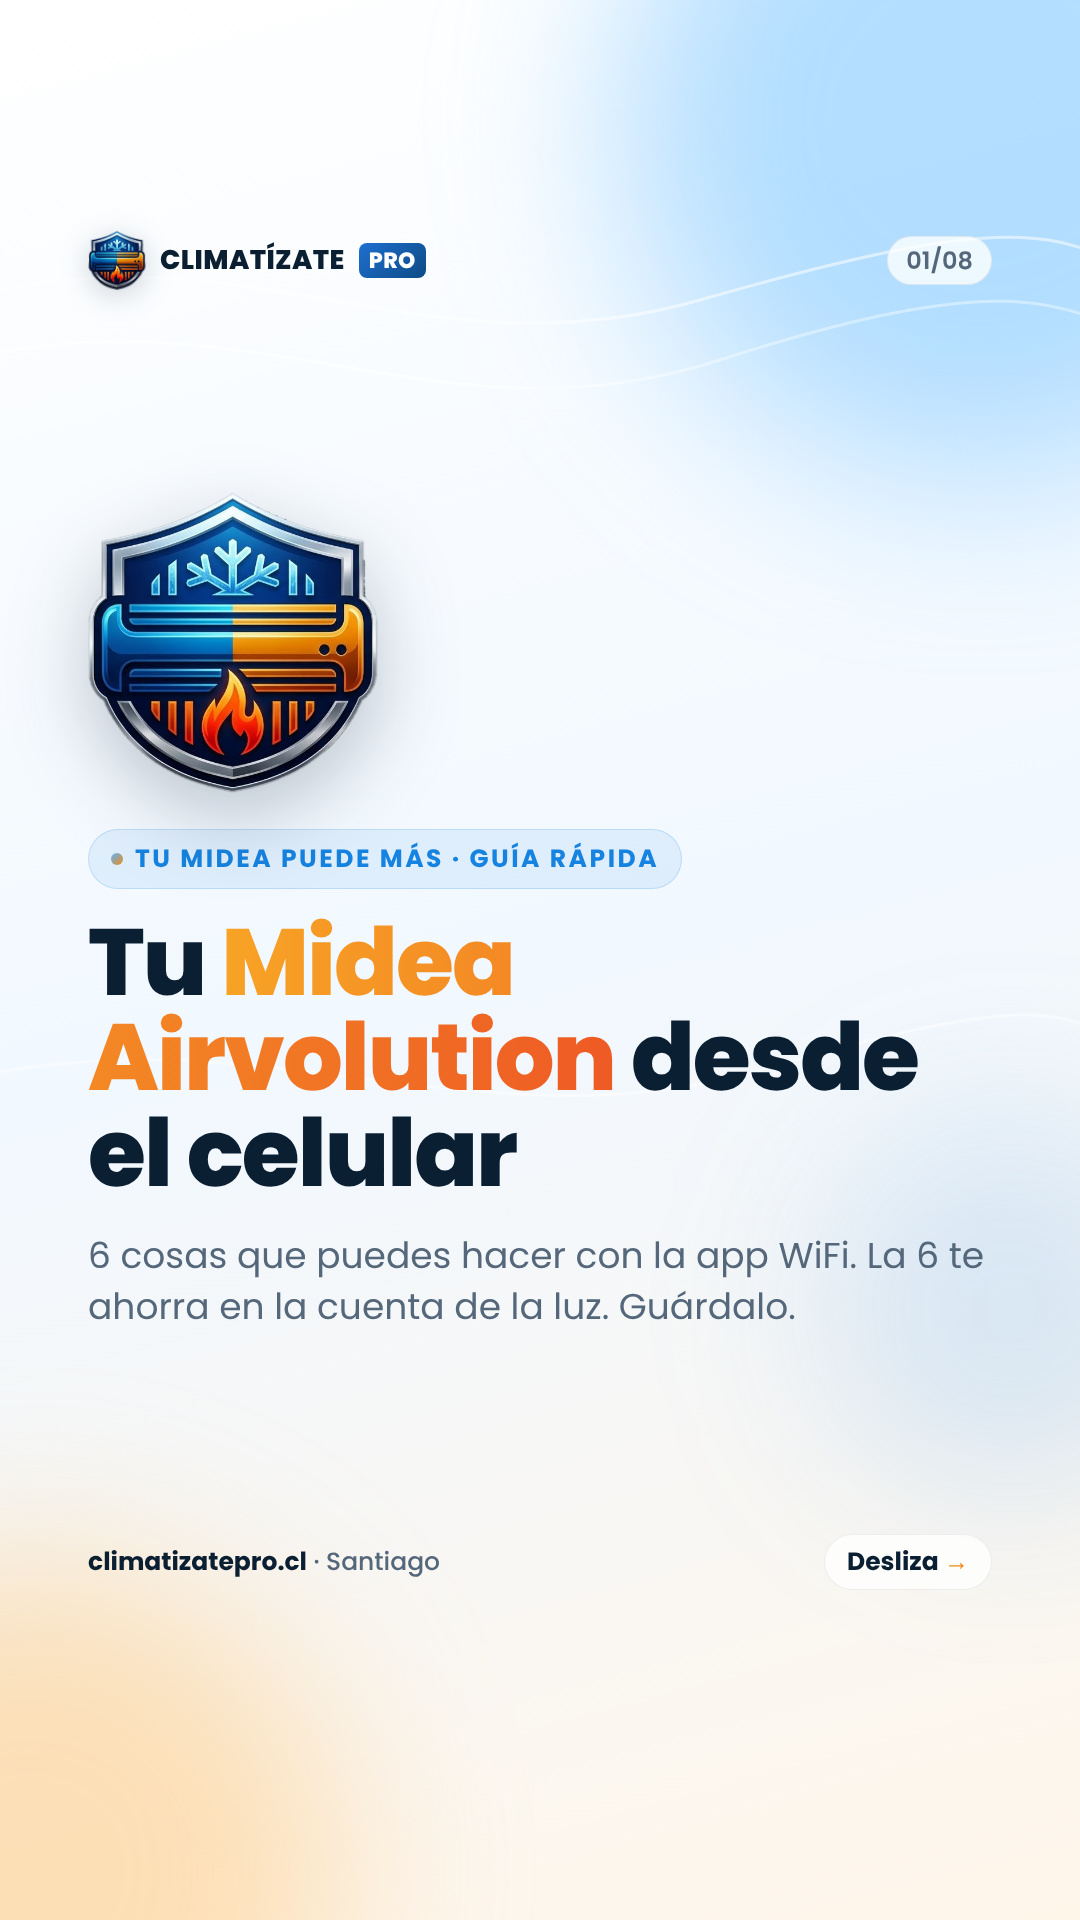 CLIMATÍZATE PRO
01/08
TU MIDEA PUEDE MÁS · GUÍA RÁPIDA
Tu Midea
Airvolution desde
el celular
6 cosas que puedes hacer con la app WiFi. La 6 te
ahorra en la cuenta de la luz. Guárdalo.
climatizatepro.cl · Santiago
Desliza →